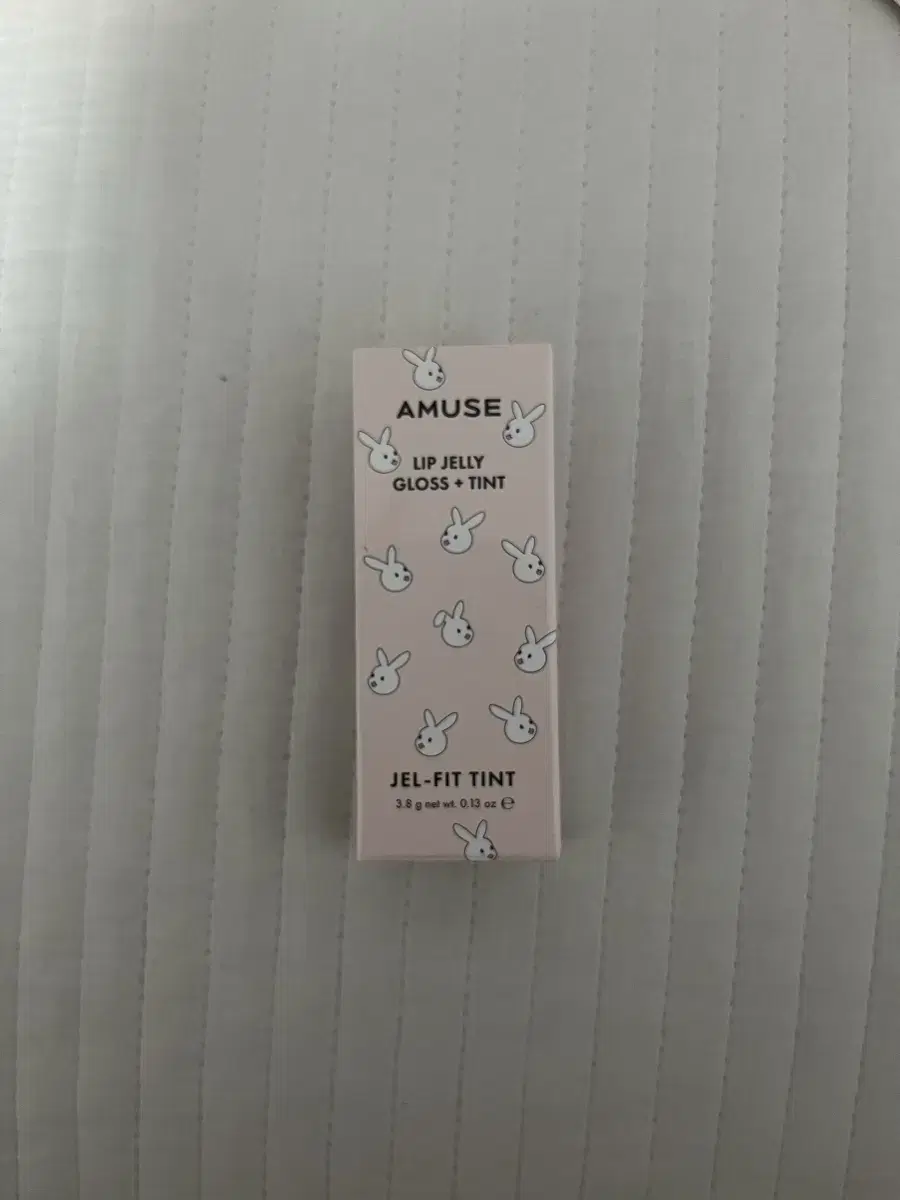 AMUSE
LIP JELLY
GLOSS + TINT
JEL-FIT TINT
3.8 g net wt. 0.13 oz ℮